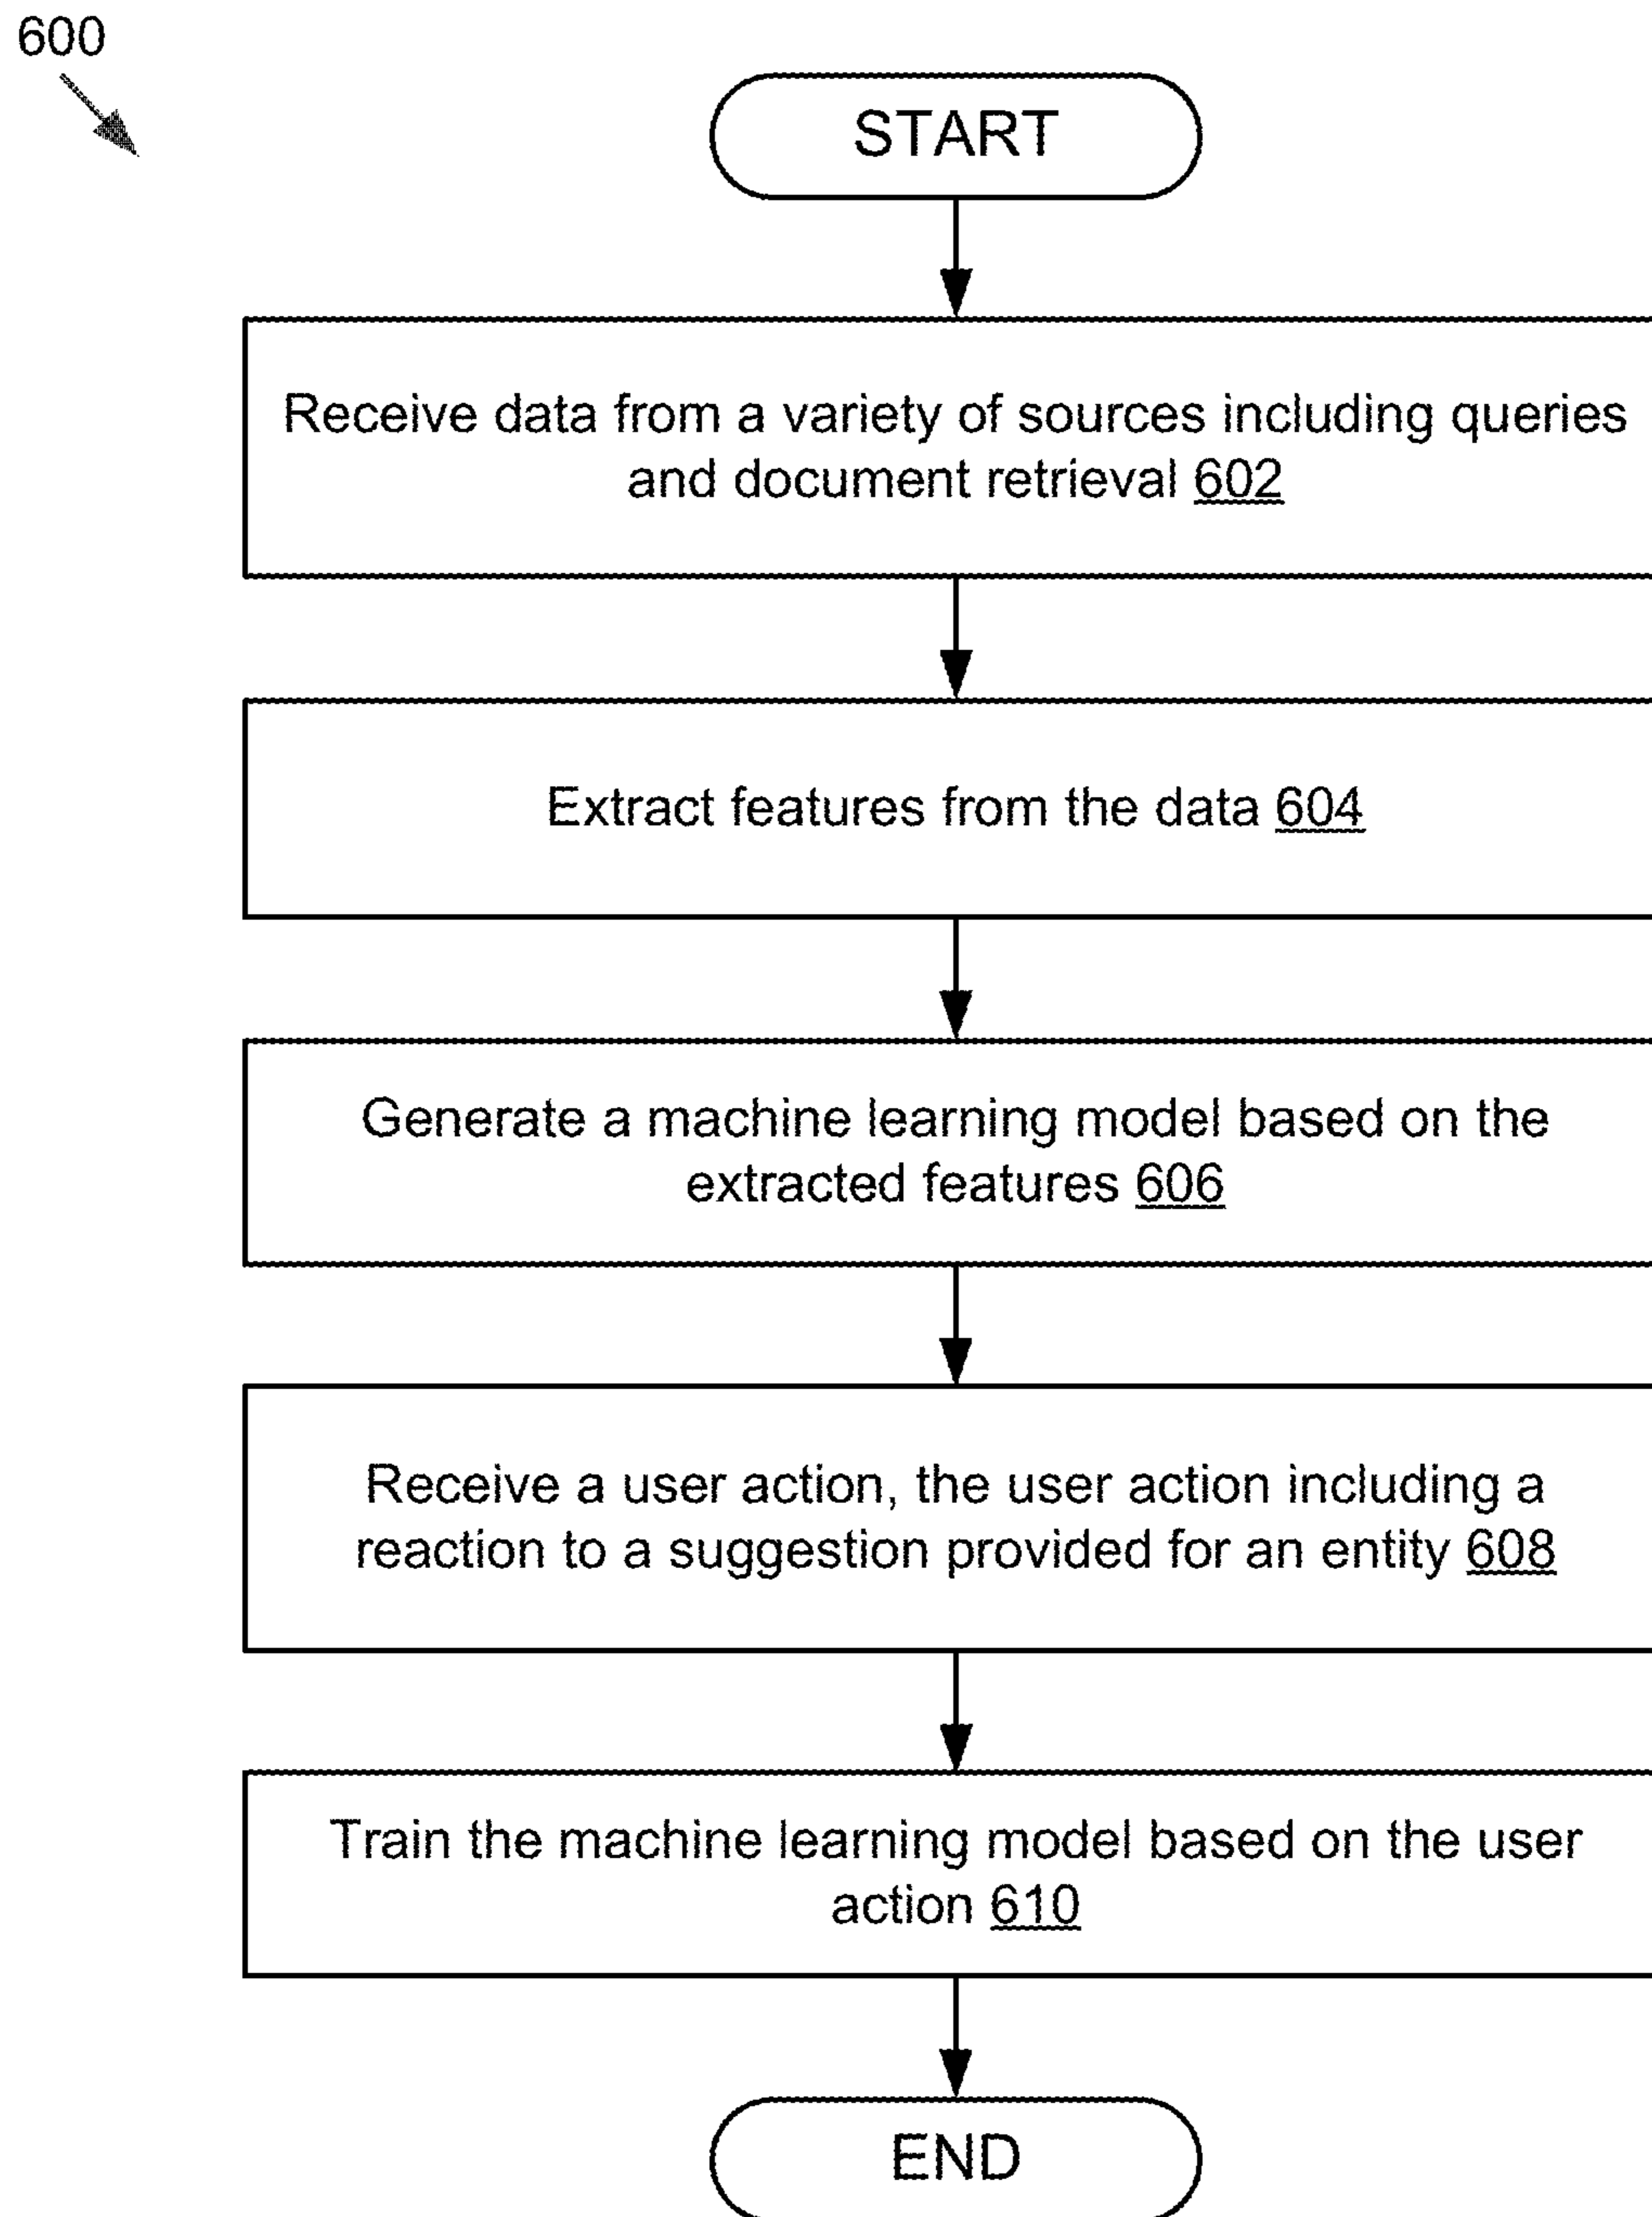 600
START
Receive data from a variety of sources including queries
and document retrieval 602
Extract features from the data 604
Generate a machine learning model based on the
extracted features 606
Receive a user action, the user action including a
reaction to a suggestion provided for an entity 608
Train the machine learning model based on the user
action 610
END